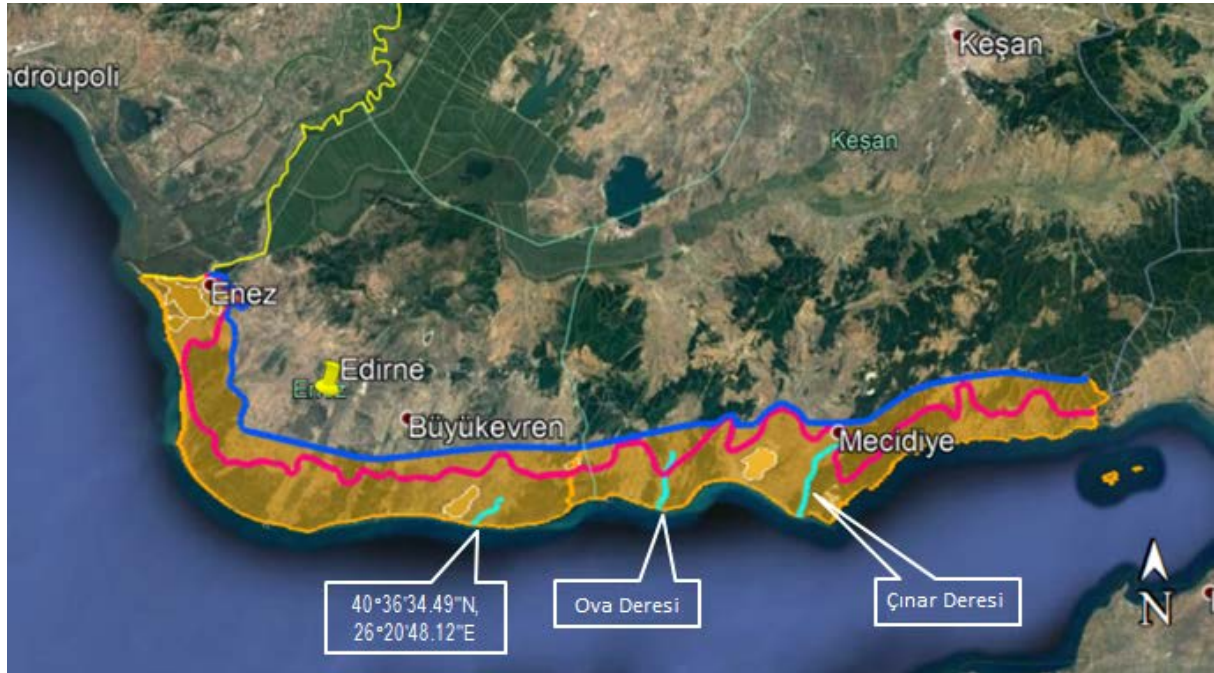 ndroupoli
Keşan
Keşan
Enez
Edirne
Enez
Büyükevren
Mecidiye
40°36'34.49"N,
26°20'48.12"E
Ova Deresi
Çınar Deresi
N